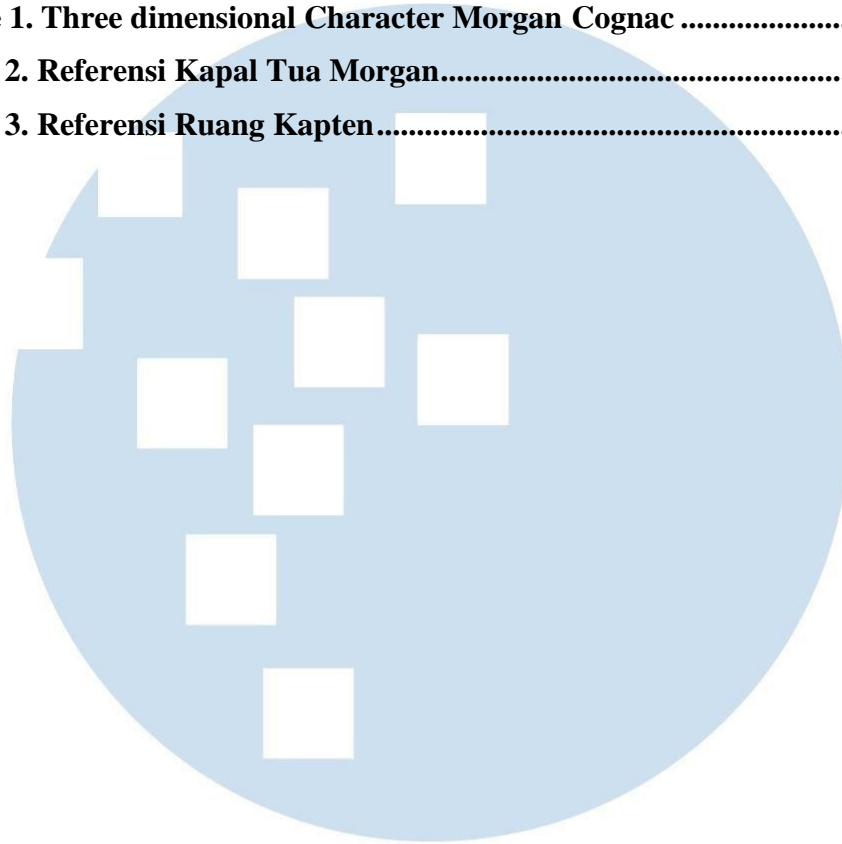 1. Three dimensional Character Morgan Cognac ....................
2. Referensi Kapal Tua Morgan..................................................
3. Referensi Ruang Kapten.........................................................